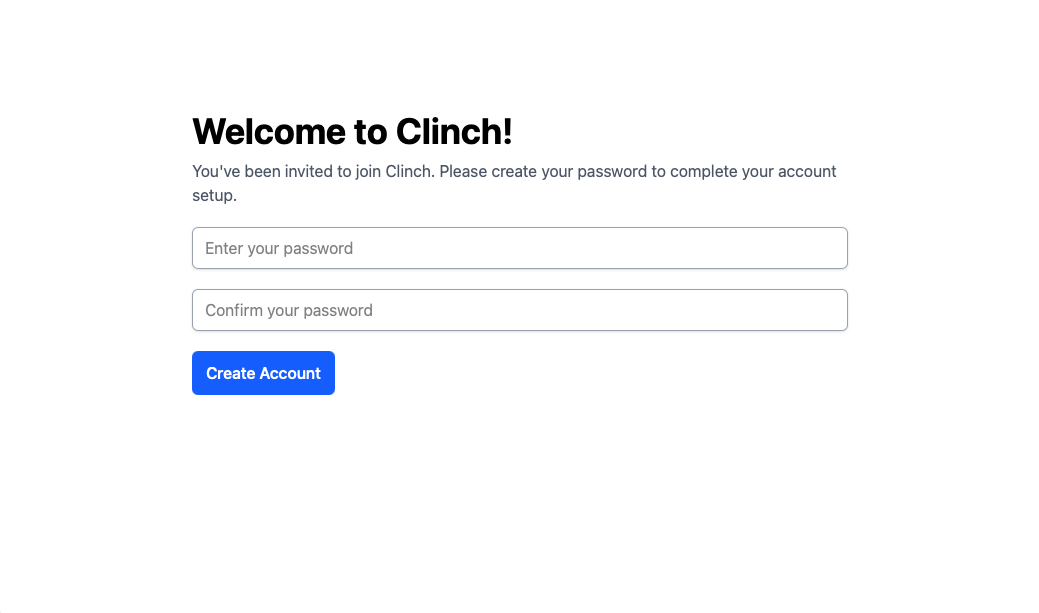 Welcome to Clinch!
You've been invited to join Clinch. Please create your password to complete your account
setup.
Enter your password
Confirm your password
Create Account